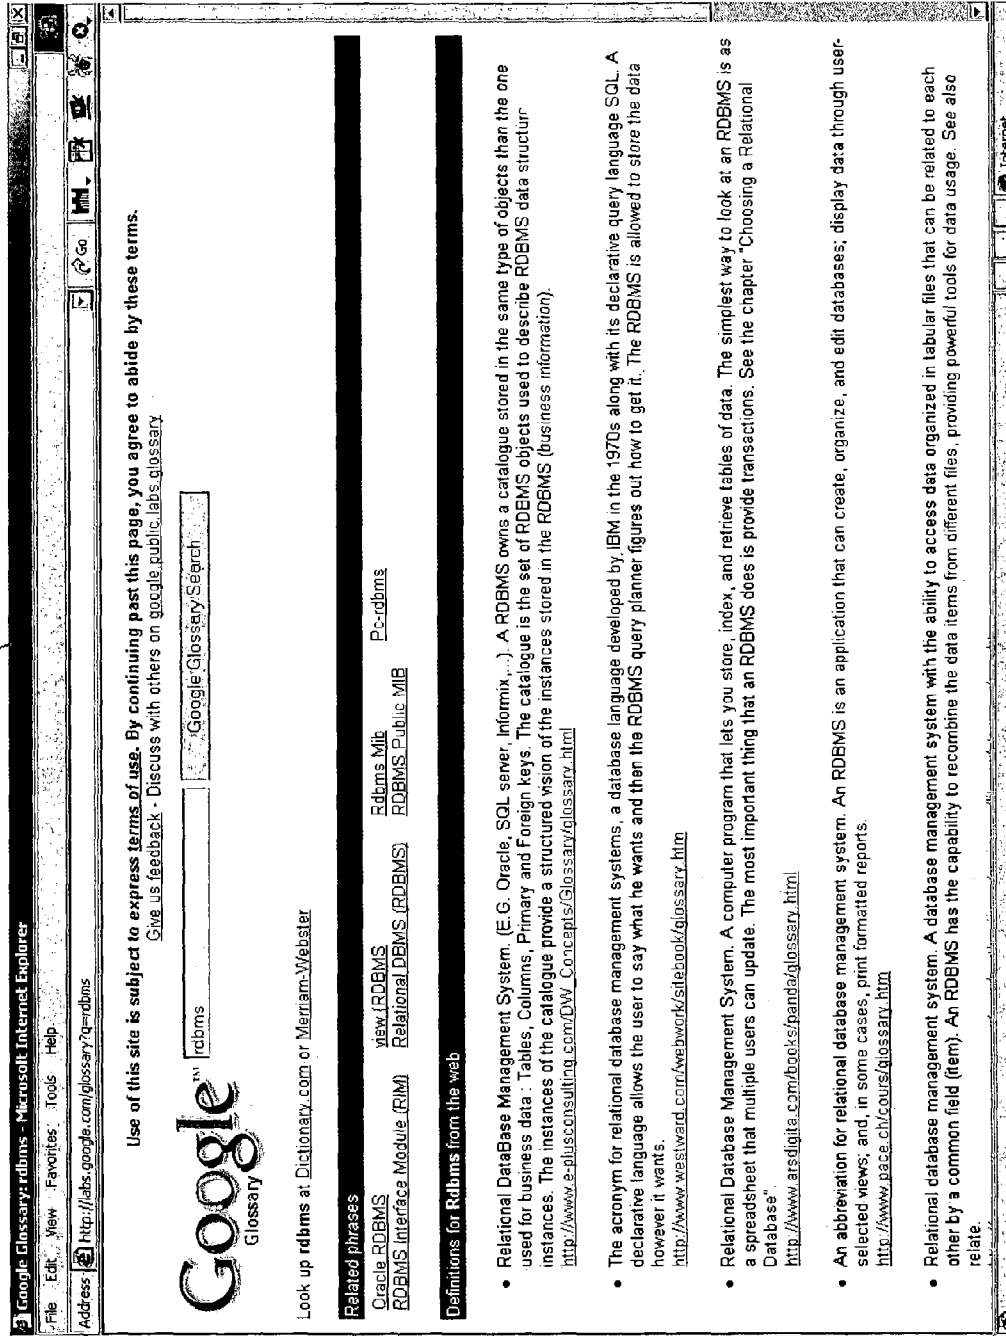 Google Glossary: rdbms - Microsoft Internet Explorer
File Edit View Favorites Tools Help
Address http://labs.google.com/glossary?q=rdbms
Go
Use of this site is subject to express terms of use. By continuing past this page, you agree to abide by these terms.
Give us feedback - Discuss with others on google.public.labs.glossary
Google™
Glossary
rdbms
Google Glossary Search
Look up rdbms at Dictionary.com or Merriam-Webster
Related phrases
Oracle RDBMS view (RDBMS Rdbms Mib Pc-rdbms
RDBMS Interface Module (RIM) Relational DBMS (RDBMS) RDBMS Public MIB
Definitions for Rdbms from the web
• Relational DataBase Management System. (E.G. Oracle, SQL server, Informix,...). A RDBMS owns a catalogue stored in the same type of objects than the one
used for business data : Tables, Columns, Primary and Foreign keys. The catalogue is the set of RDBMS objects used to describe RDBMS data structure
instances. The instances of the catalogue provide a structured vision of the instances stored in the RDBMS (business information).
http://www.e-plusconsulting.com/DW_Concepts/Glossary/glossary.html
• The acronym for relational database management systems, a database language developed by IBM in the 1970s along with its declarative query language SQL. A
declarative language allows the user to say what he wants and then the RDBMS query planner figures out how to get it. The RDBMS is allowed to store the data
however it wants.
http://www.westward.com/webwork/sitebook/glossary.htm
• Relational Database Management System. A computer program that lets you store, index, and retrieve tables of data. The simplest way to look at an RDBMS is as
a spreadsheet that multiple users can update. The most important thing that an RDBMS does is provide transactions. See the chapter "Choosing a Relational
Database".
http://www.arsdigita.com/books/panda/glossary.html
• An abbreviation for relational database management system. An RDBMS is an application that can create, organize, and edit databases; display data through user-
selected views; and, in some cases, print formatted reports.
http://www.pace.ch/cours/glossary.htm
• Relational database management system. A database management system with the ability to access data organized in tabular files that can be related to each
other by a common field (item). An RDBMS has the capability to recombine the data items from different files, providing powerful tools for data usage. See also
relate.
Internet